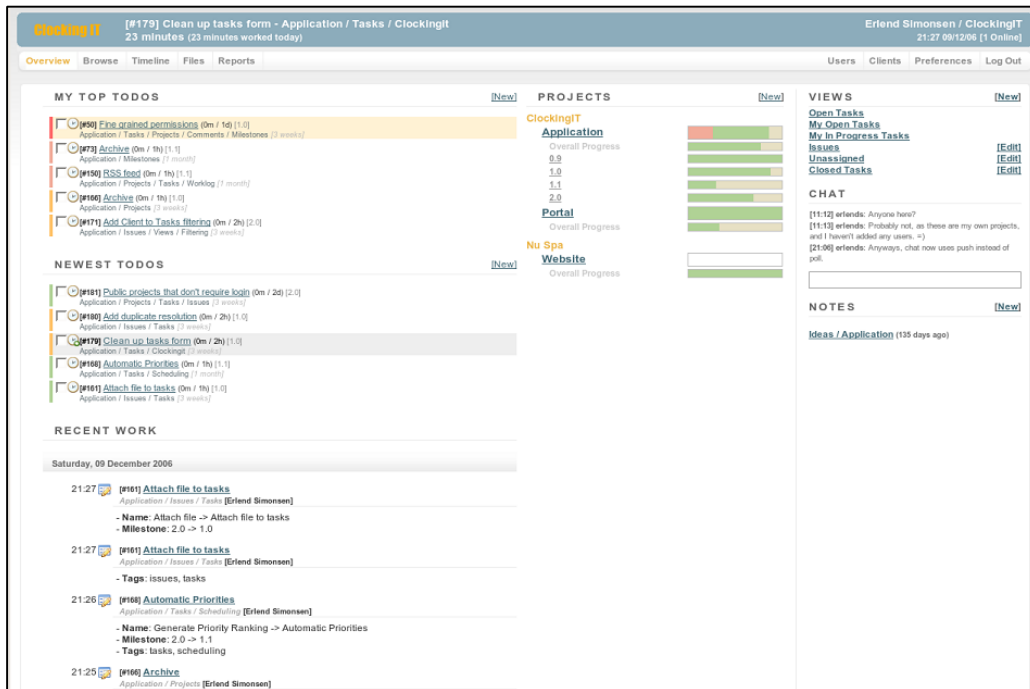 Clocking IT
[#179] Clean up tasks form - Application / Tasks / ClockingIt
23 minutes (23 minutes worked today)
Erlend Simonsen / ClockingIT
21:27 09/12/06 [1 Online]
Overview Browse Timeline Files Reports
Users Clients Preferences Log Out
MY TOP TODOS [New]
[#50] Fine grained permissions (0m / 1d) [1.0]
Application / Tasks / Projects / Comments / Milestones [3 weeks]
[#73] Archive (0m / 1h) [1.1]
Application / Milestones [1 month]
[#150] RSS feed (0m / 1h) [1.1]
Application / Projects / Tasks / Worklog [1 month]
[#166] Archive (0m / 1h) [1.0]
Application / Projects [3 weeks]
[#171] Add Client to Tasks filtering (0m / 2h) [2.0]
Application / Issues / Views / Filtering [3 weeks]
NEWEST TODOS [New]
[#181] Public projects that don't require login (0m / 2d) [2.0]
Application / Projects / Tasks / Issues [3 weeks]
[#180] Add duplicate resolution (0m / 2h) [1.0]
Application / Issues / Tasks [3 weeks]
[#179] Clean up tasks form (0m / 2h) [1.0]
Application / Tasks / Clockingit [3 weeks]
[#168] Automatic Priorities (0m / 1h) [1.1]
Application / Tasks / Scheduling [1 month]
[#161] Attach file to tasks (0m / 1h) [1.0]
Application / Issues / Tasks [3 weeks]
RECENT WORK
Saturday, 09 December 2006
21:27 [#161] Attach file to tasks
Application / Issues / Tasks [Erlend Simonsen]
- Name: Attach file -> Attach file to tasks
- Milestone: 2.0 -> 1.0
21:27 [#161] Attach file to tasks
Application / Issues / Tasks [Erlend Simonsen]
- Tags: issues, tasks
21:26 [#168] Automatic Priorities
Application / Tasks / Scheduling [Erlend Simonsen]
- Name: Generate Priority Ranking -> Automatic Priorities
- Milestone: 2.0 -> 1.1
- Tags: tasks, scheduling
21:25 [#166] Archive
Application / Projects [Erlend Simonsen]
PROJECTS [New]
ClockingIT
Application
Overall Progress
0.9
1.0
1.1
2.0
Portal
Overall Progress
Nu Spa
Website
Overall Progress
VIEWS [New]
Open Tasks
My Open Tasks
My In Progress Tasks
Issues [Edit]
Unassigned [Edit]
Closed Tasks [Edit]
CHAT
[11:12] erlends: Anyone here?
[11:13] erlends: Probably not, as these are my own projects,
and I haven't added any users. =)
[21:06] erlends: Anyways, chat now uses push instead of
poll.
NOTES [New]
Ideas / Application (135 days ago)